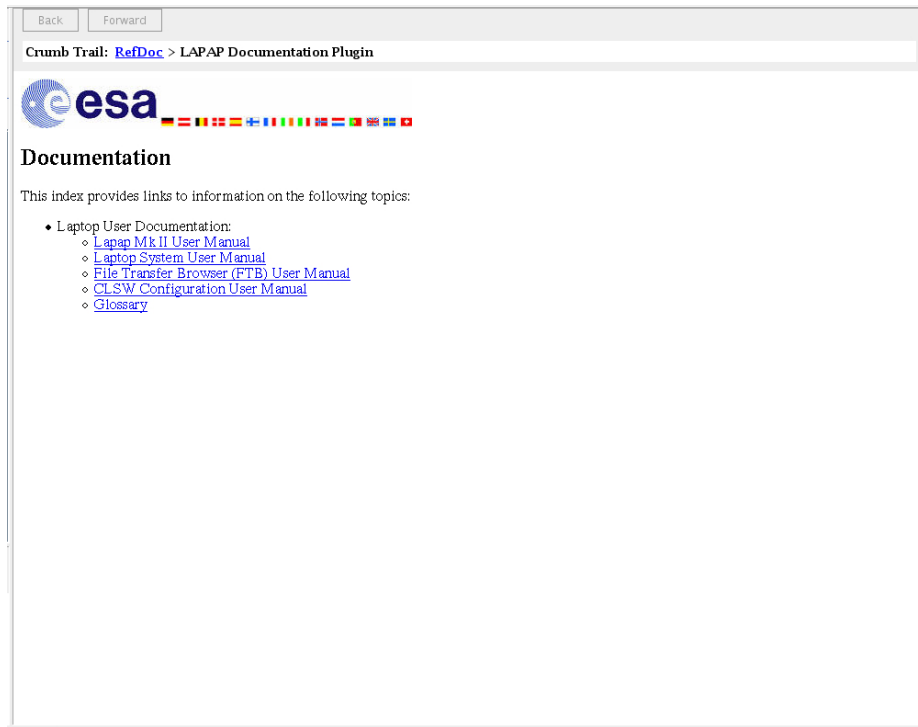 Back Forward
Crumb Trail: RefDoc > LAPAP Documentation Plugin
esa
Documentation
This index provides links to information on the following topics:
Laptop User Documentation:
Lapap Mk II User Manual
Laptop System User Manual
File Transfer Browser (FTB) User Manual
CLSW Configuration User Manual
Glossary